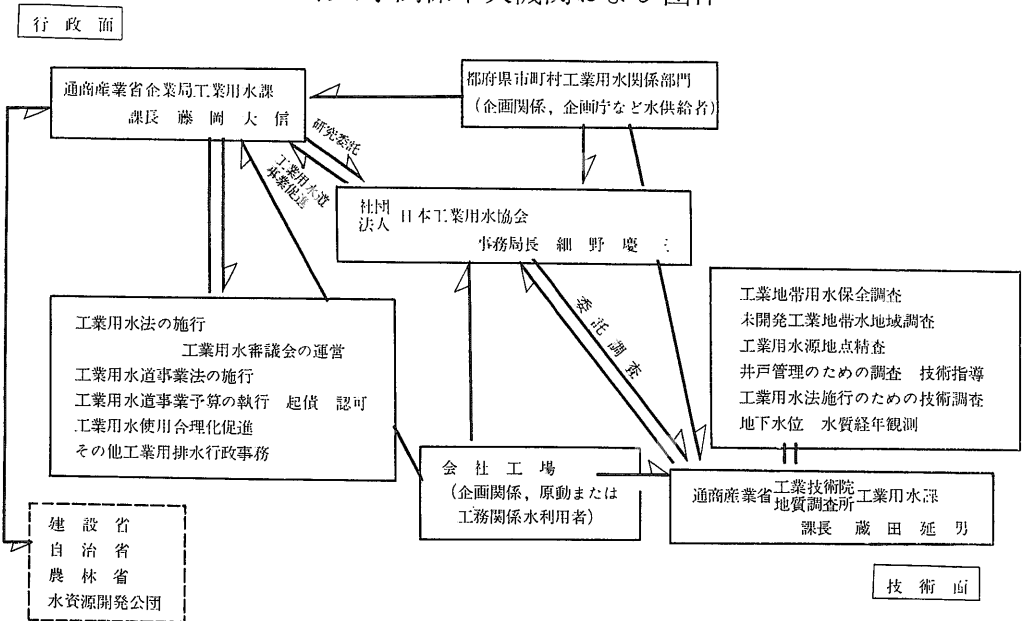 行政面
通商産業省企業局工業用水課
課長 藤岡大信
都府県市町村工業用水関係部門
(企画関係,企画庁など水供給者)
研究委託
工業用水道
事業促進
社団法人 日本工業用水協会
事務局長 細野慶
工業用水法の施行
工業用水審議会の運営
工業用水道事業法の施行
工業用水道事業予算の執行 起債 認可
工業用水使用合理化促進
その他工業用排水行政事務
委託調査
工業地帯用水保全調査
未開発工業地帯水地域調査
工業用水源地点精査
井戸管理のための調査 技術指導
工業用水法施行のための技術調査
地下水位 水質経年観測
会社工場
(企画関係,原動または
工務関係水利用者)
通商産業省工業技術院地質調査所工業用水課
課長 蔵田延男
建設省
自治省
農林省
水資源開発公団
技術面